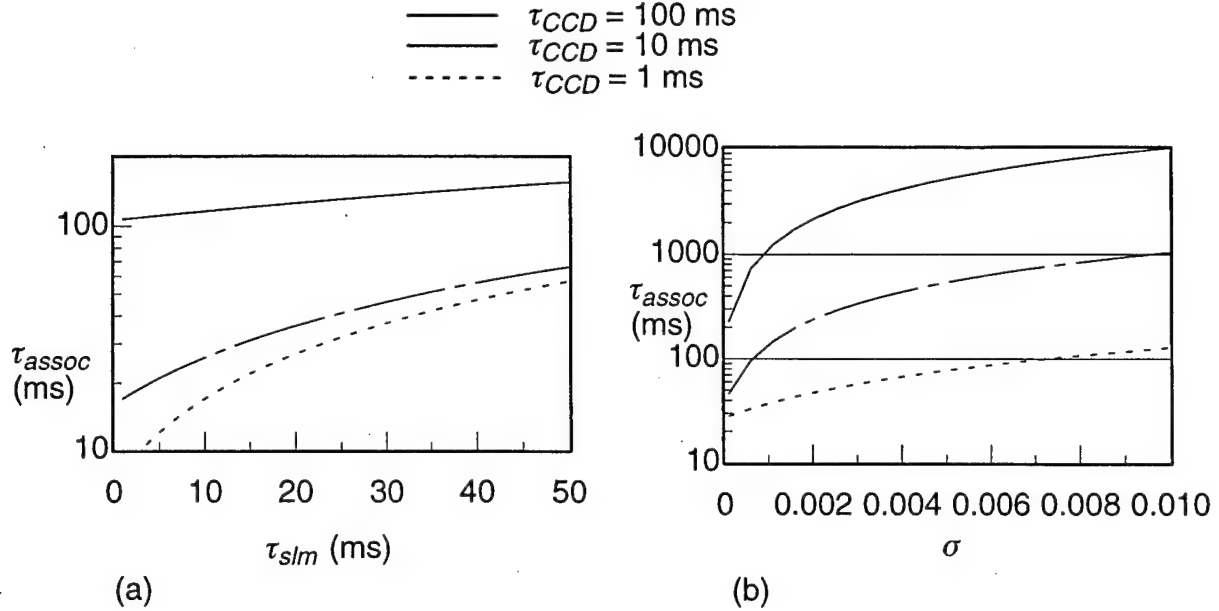 τCCD = 100 ms
τCCD = 10 ms
τCCD = 1 ms
100
τassoc
(ms)
10
0 10 20 30 40 50
τslm (ms)
(a)
10000
1000
τassoc
(ms)
100
10
0 0.002 0.004 0.006 0.008 0.010
σ
(b)